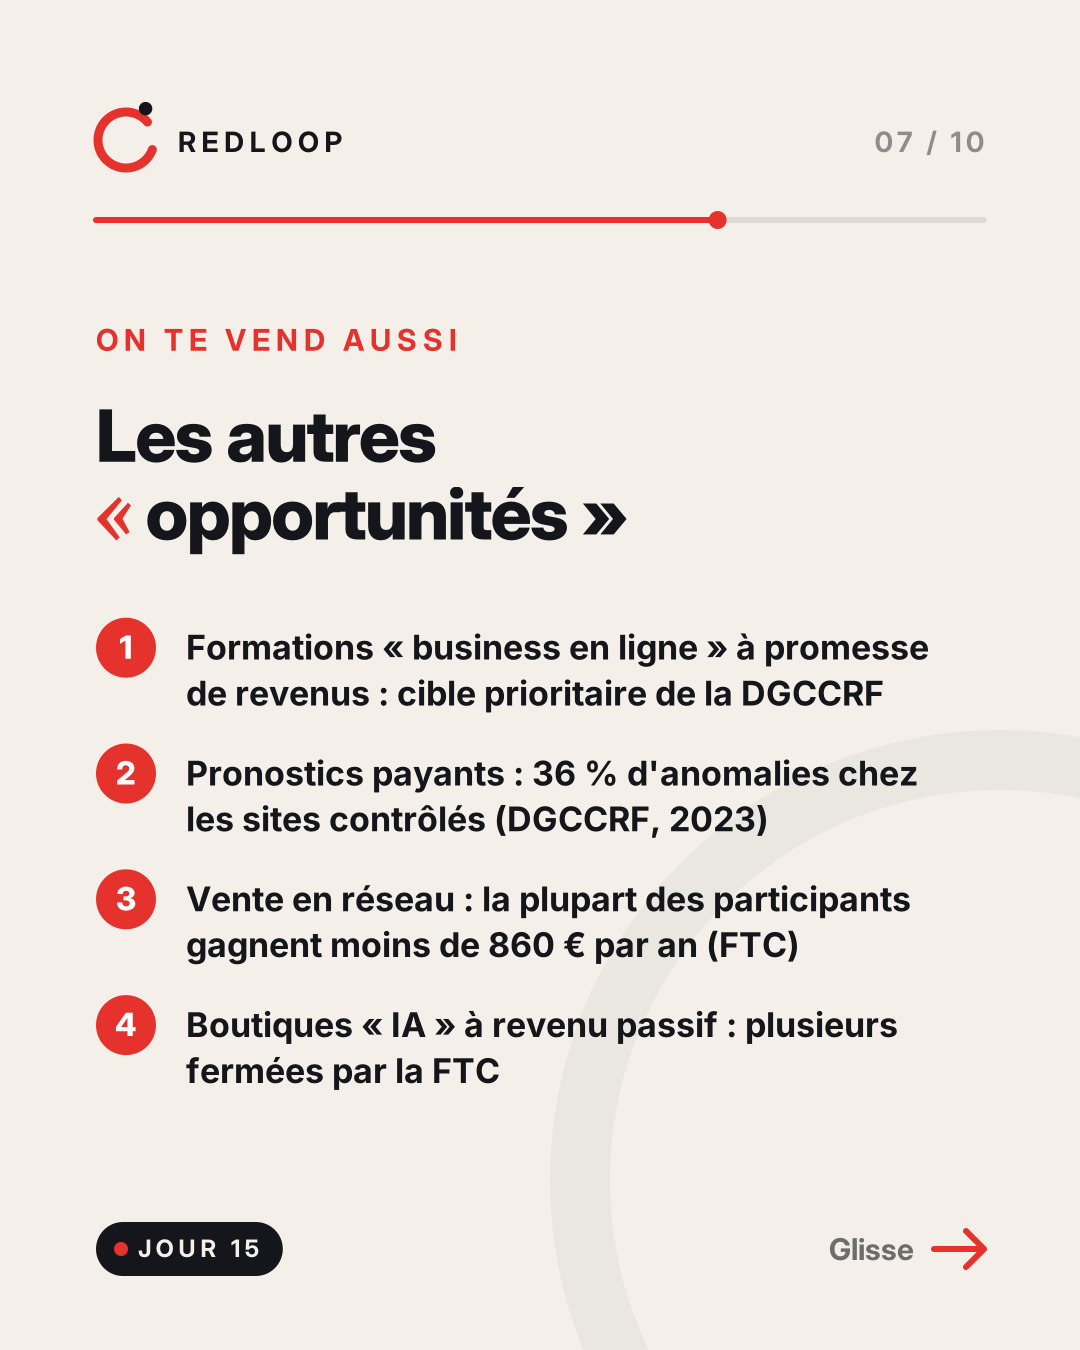 REDLOOP
07 / 10
ON TE VEND AUSSI
Les autres
« opportunités »
1 Formations « business en ligne » à promesse
de revenus : cible prioritaire de la DGCCRF
2 Pronostics payants : 36 % d'anomalies chez
les sites contrôlés (DGCCRF, 2023)
3 Vente en réseau : la plupart des participants
gagnent moins de 860 € par an (FTC)
4 Boutiques « IA » à revenu passif : plusieurs
fermées par la FTC
JOUR 15
Glisse